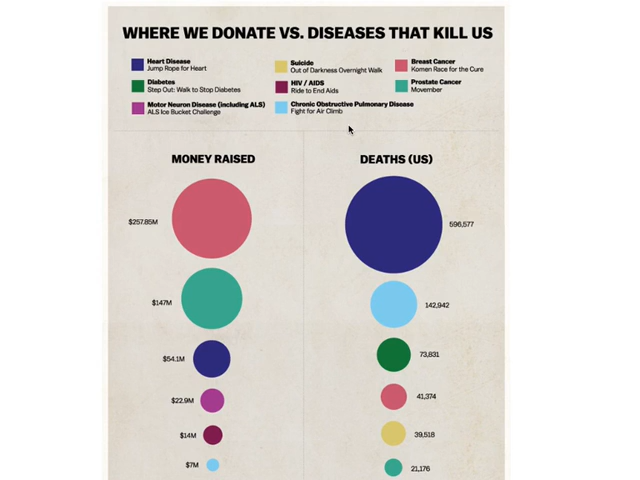 WHERE WE DONATE VS. DISEASES THAT KILL US
Heart Disease
Jump Rope for Heart
Suicide
Out of Darkness Overnight Walk
Breast Cancer
Komen Race for the Cure
Diabetes
Step Out: Walk to Stop Diabetes
HIV / AIDS
Ride to End Aids
Prostate Cancer
Movember
Motor Neuron Disease (including ALS)
ALS Ice Bucket Challenge
Chronic Obstructive Pulmonary Disease
Fight for Air Climb
MONEY RAISED
$257.85M
$147M
$54.1M
$22.9M
$14M
$7M
DEATHS (US)
596,577
142,942
73,831
41,374
39,518
21,176